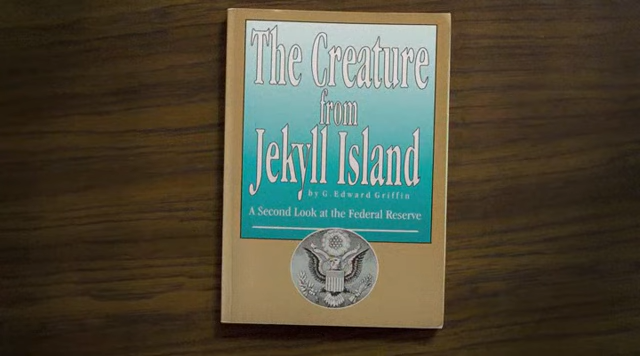 The Creature
from
Jekyll Island
by G. Edward Griffin
A Second Look at the Federal Reserve